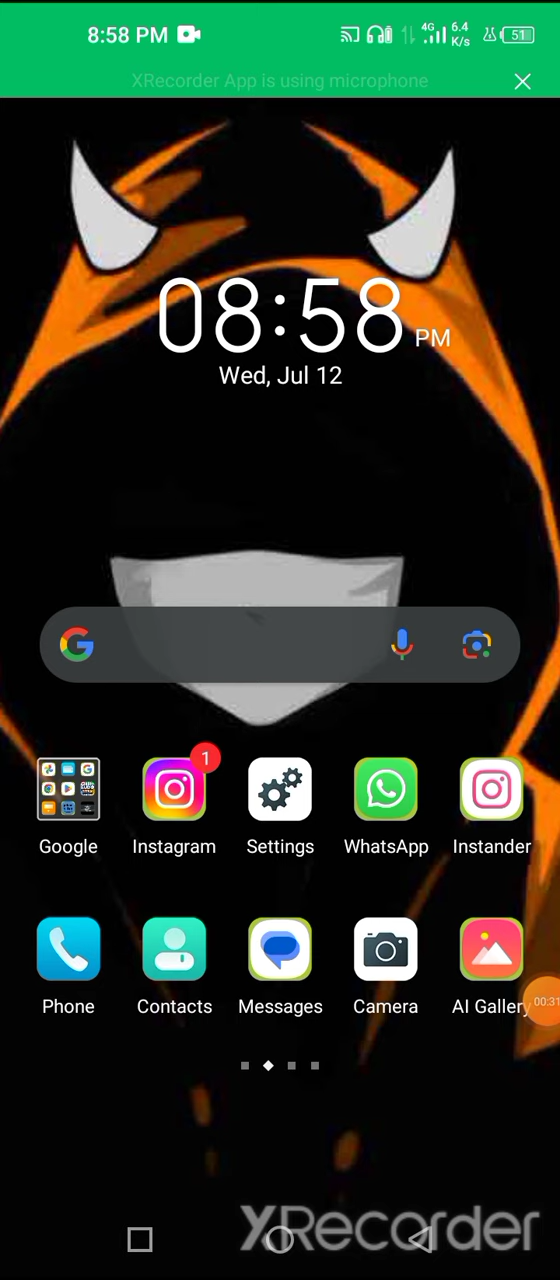 8:58 PM
4G 6.4 K/s 51
XRecorder App is using microphone
08:58 PM
Wed, Jul 12
1
Google Instagram Settings WhatsApp Instander
Phone Contacts Messages Camera AI Gallery
00:31
XRecorder